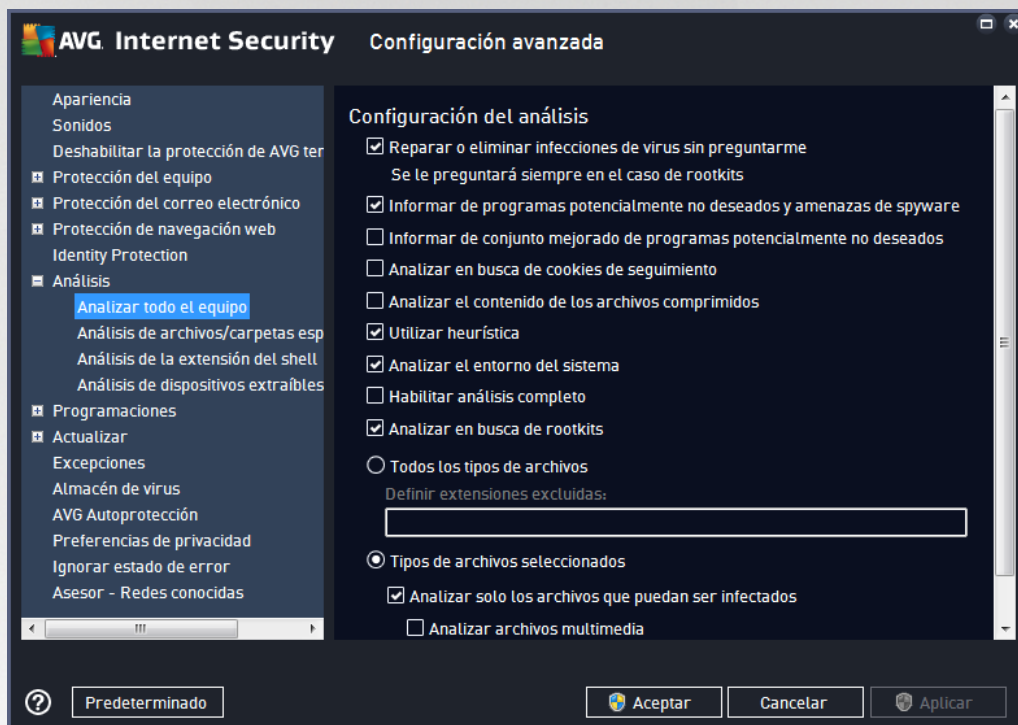 AVG. Internet Security Configuración avanzada
Apariencia
Sonidos
Deshabilitar la protección de AVG ter
Protección del equipo
Protección del correo electrónico
Protección de navegación web
Identity Protection
Análisis
Analizar todo el equipo
Análisis de archivos/carpetas esp
Análisis de la extensión del shell
Análisis de dispositivos extraíbles
Programaciones
Actualizar
Excepciones
Almacén de virus
AVG Autoprotección
Preferencias de privacidad
Ignorar estado de error
Asesor - Redes conocidas
Configuración del análisis
Reparar o eliminar infecciones de virus sin preguntarme
Se le preguntará siempre en el caso de rootkits
Informar de programas potencialmente no deseados y amenazas de spyware
Informar de conjunto mejorado de programas potencialmente no deseados
Analizar en busca de cookies de seguimiento
Analizar el contenido de los archivos comprimidos
Utilizar heurística
Analizar el entorno del sistema
Habilitar análisis completo
Analizar en busca de rootkits
Todos los tipos de archivos
Definir extensiones excluidas:
Tipos de archivos seleccionados
Analizar solo los archivos que puedan ser infectados
Analizar archivos multimedia
Predeterminado
Aceptar
Cancelar
Aplicar